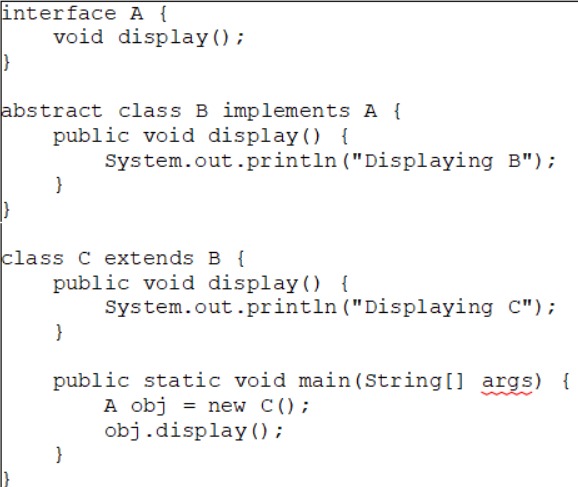 interface A {
    void display();
}
abstract class B implements A {
    public void display() {
        System.out.println("Displaying B");
    }
}
class C extends B {
    public void display() {
        System.out.println("Displaying C");
    }
    public static void main(String[] args) {
        A obj = new C();
        obj.display();
    }
}